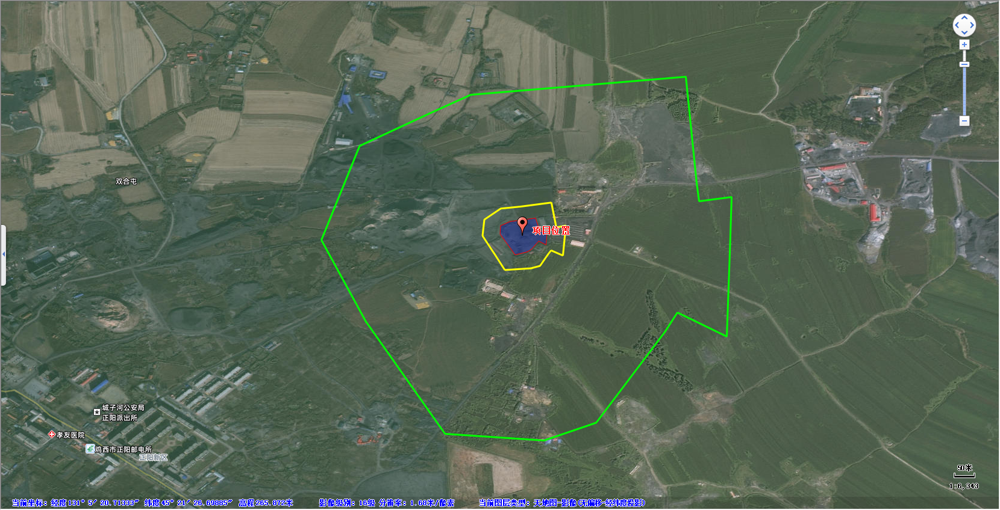 双合屯
项目位置
城子河公安局
正阳派出所
孝友医院
鸡西市正阳邮电所
正阳新区
50米
1:6,343
当前坐标：经度131° 5′ 20.71333″ 纬度45° 21′ 26.69885″ 高程265.872米 影像级别：16级 分辨率：1.68米/像素 当前图层类型：天地图-影像(无偏移-经纬度投影)